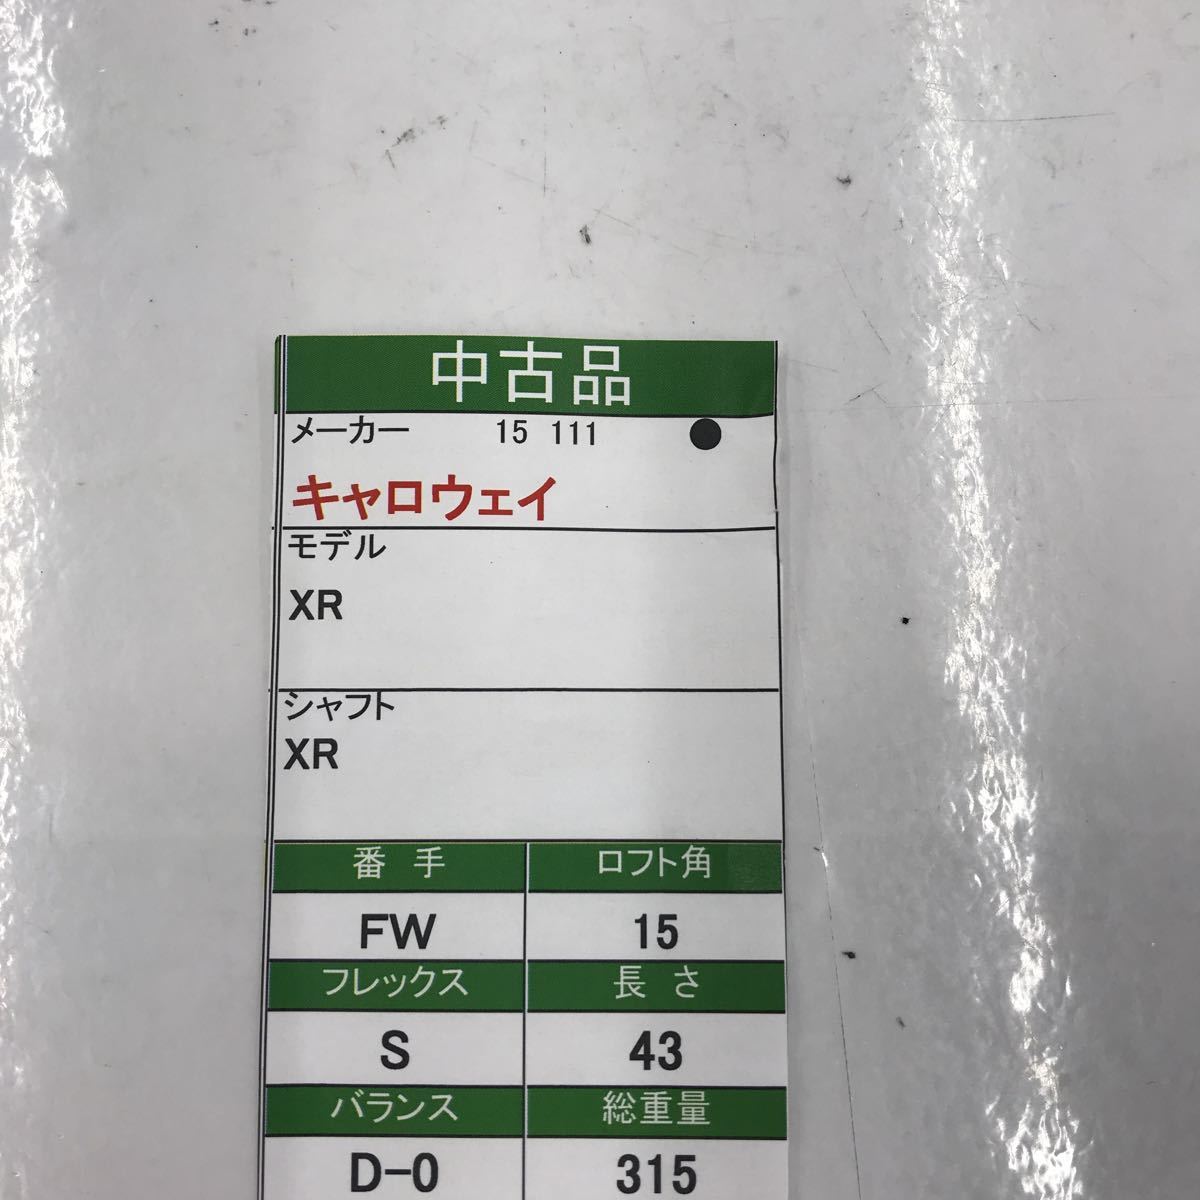 中古品
メーカー 15 111 ●
キャロウェイ
モデル
XR
シャフト
XR
番手 ロフト角
FW 15
フレックス 長さ
S 43
バランス 総重量
D-0 315